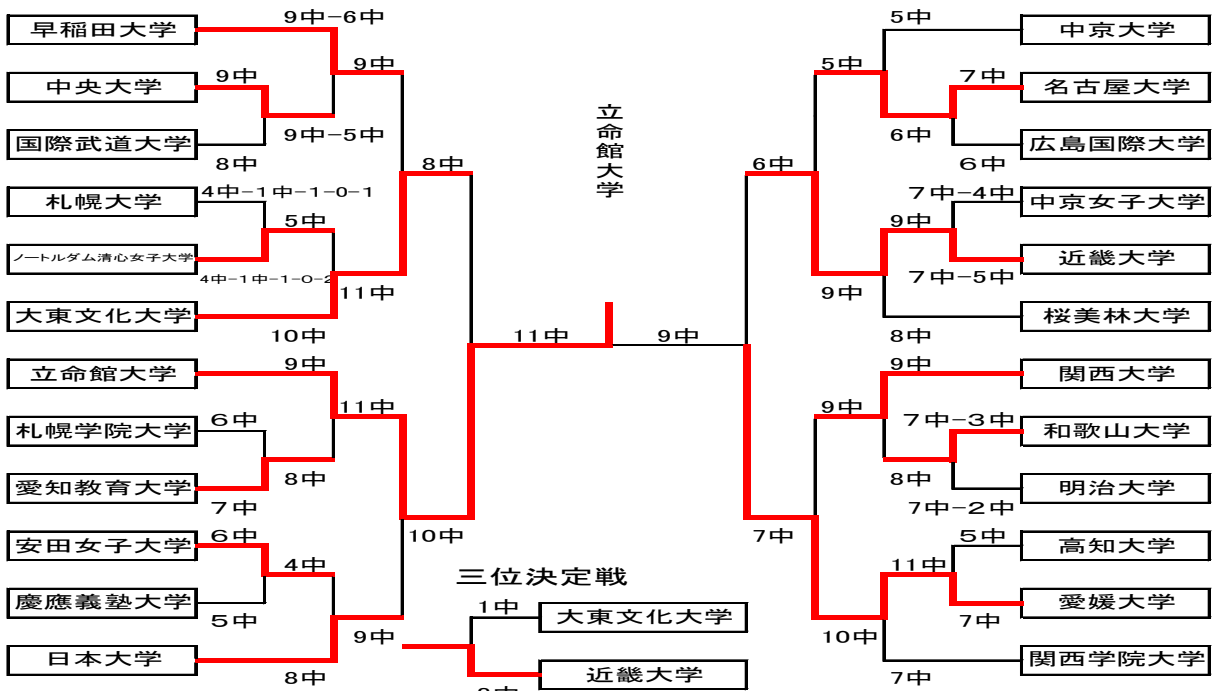 9中-6中
早稲田大学
9中
9中
中央大学
9中-5中
国際武道大学
8中
8中
4中-1中-1-0-1
札幌大学
5中
ノートルダム清心女子大学
4中-1中-1-0-2
11中
大東文化大学
10中
立命館大学
9中
11中
6中
札幌学院大学
8中
愛知教育大学
7中
10中
安田女子大学
6中
4中
慶應義塾大学
5中
9中
日本大学
8中
立命館大学
11中
9中
三位決定戦
1中
大東文化大学
近畿大学
5中
中京大学
5中
7中
名古屋大学
6中
広島国際大学
6中
6中
7中-4中
中京女子大学
9中
近畿大学
7中-5中
9中
桜美林大学
8中
9中
関西大学
9中
7中-3中
和歌山大学
8中
明治大学
7中-2中
7中
5中
高知大学
11中
愛媛大学
7中
10中
関西学院大学
7中